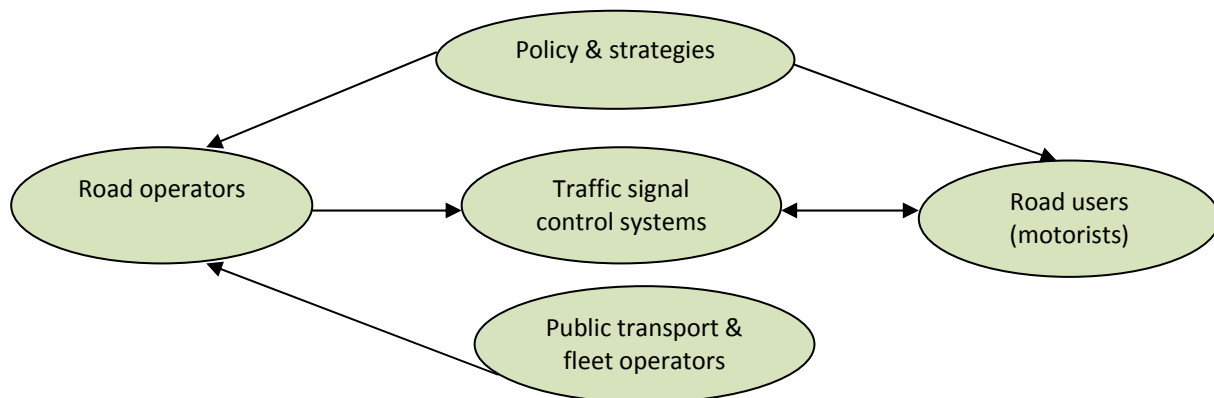 Policy & strategies
Road operators
Traffic signal
control systems
Road users
(motorists)
Public transport &
fleet operators